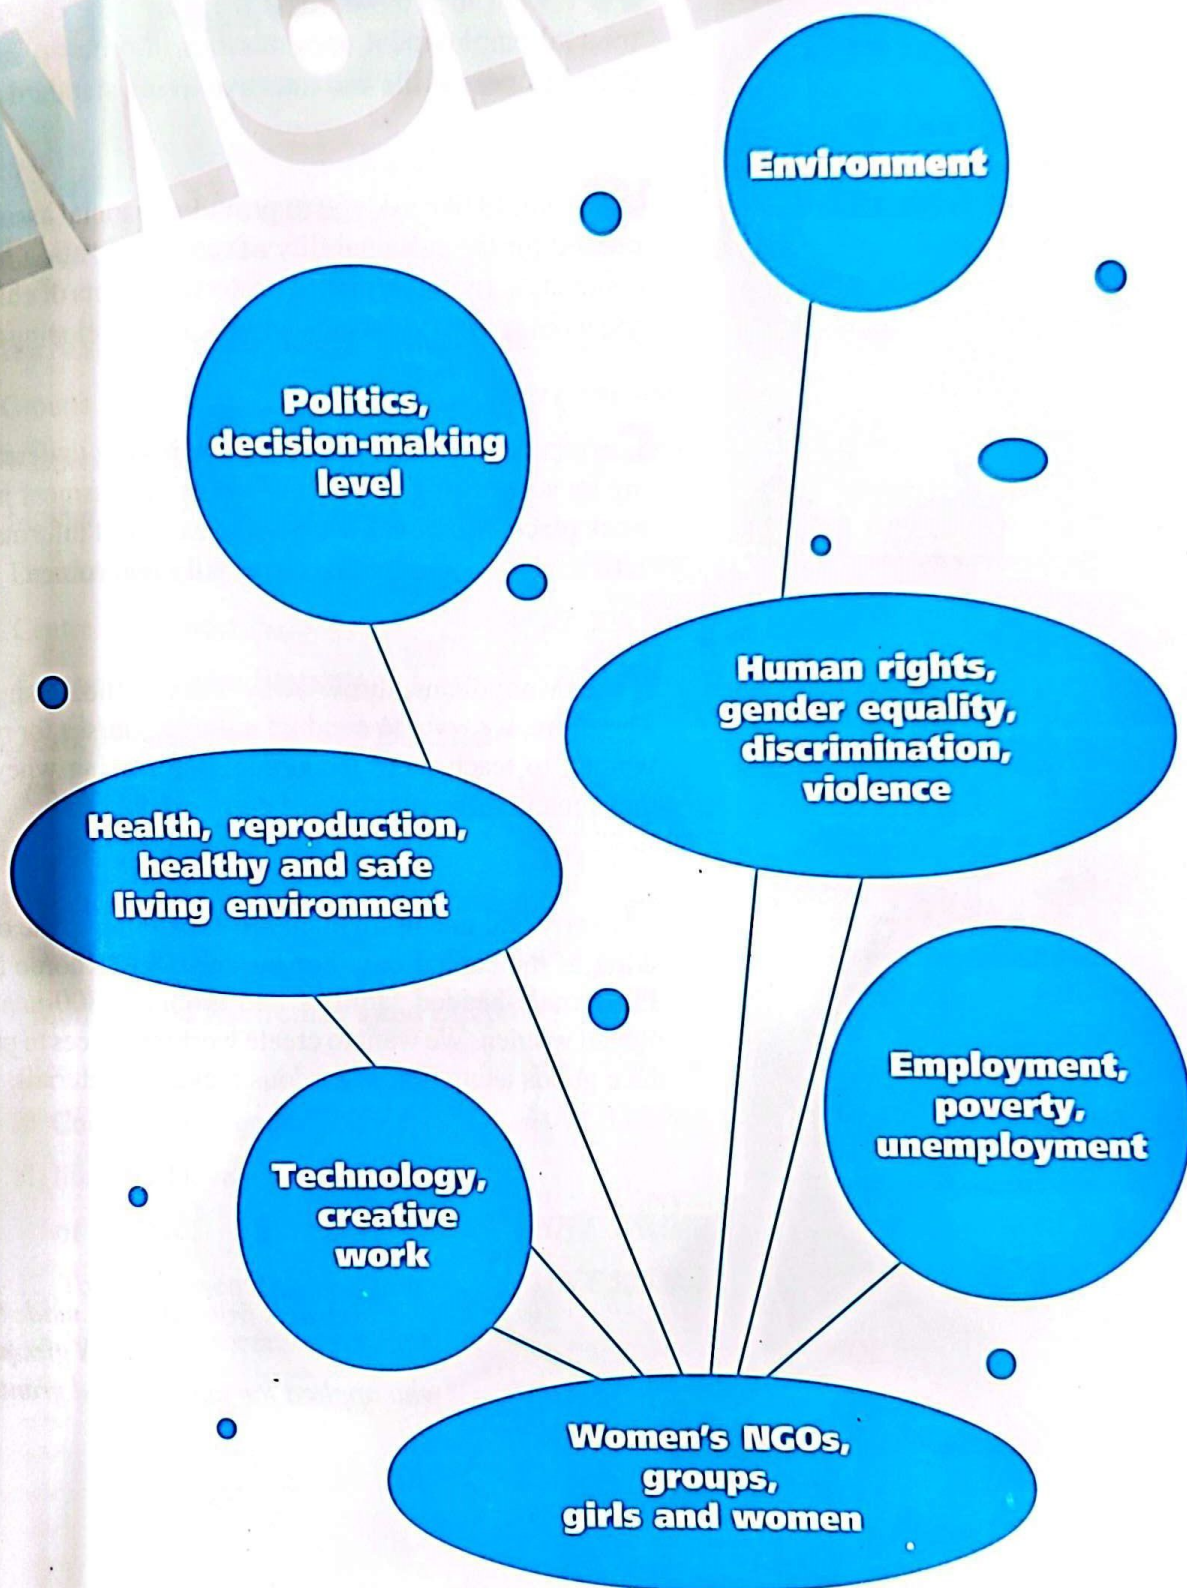 Environment
Politics,
decision-making
level
Human rights,
gender equality,
discrimination,
violence
Health, reproduction,
healthy and safe
living environment
Employment,
poverty,
unemployment
Technology,
creative
work
Women's NGOs,
groups,
girls and women